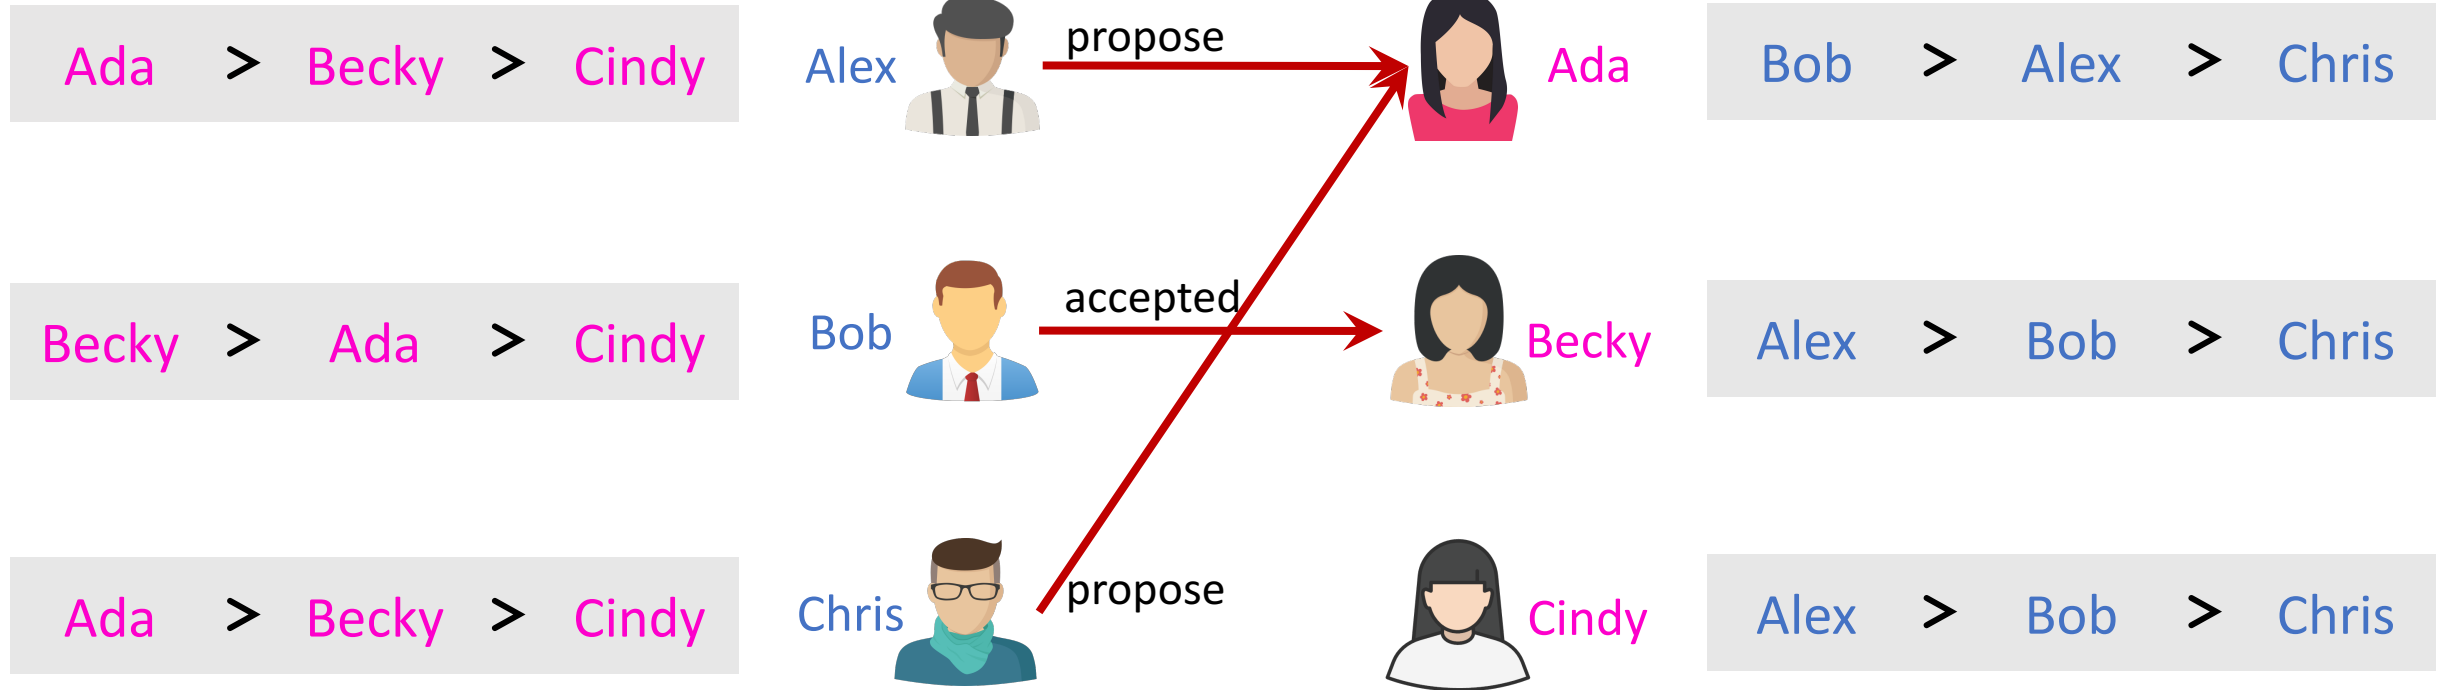 Ada > Becky > Cindy Alex propose Ada Bob > Alex > Chris
Becky > Ada > Cindy Bob accepted Becky Alex > Bob > Chris
Ada > Becky > Cindy Chris propose Cindy Alex > Bob > Chris